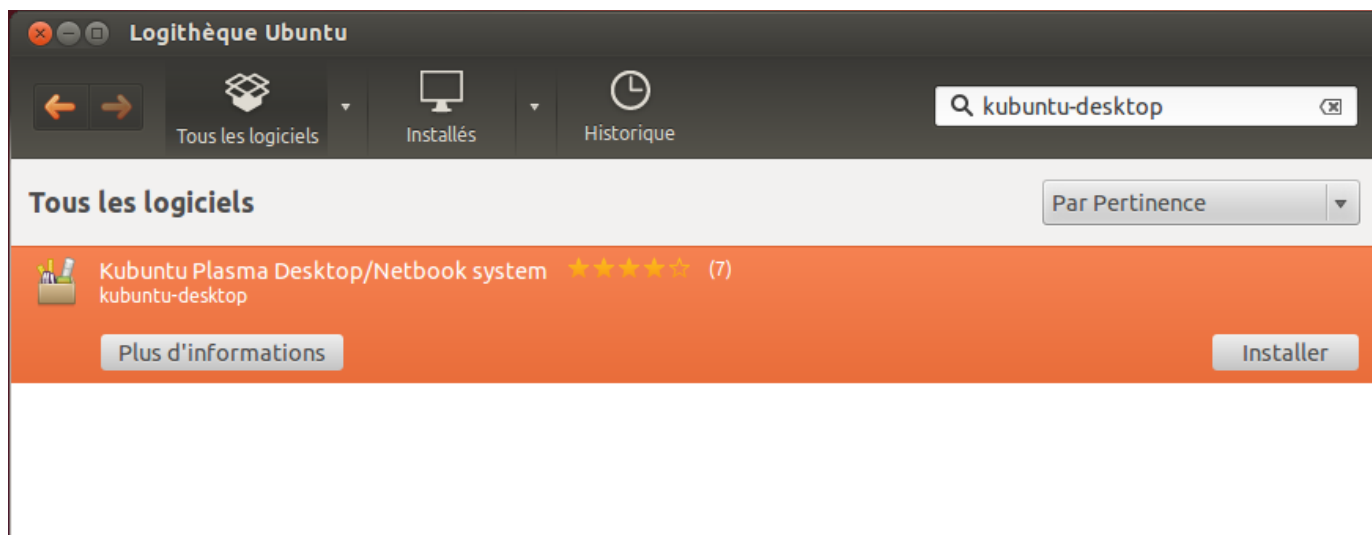 Logithèque Ubuntu
Tous les logiciels
Installés
Historique
kubuntu-desktop
Tous les logiciels
Par Pertinence
Kubuntu Plasma Desktop/Netbook system (7)
kubuntu-desktop
Plus d'informations
Installer